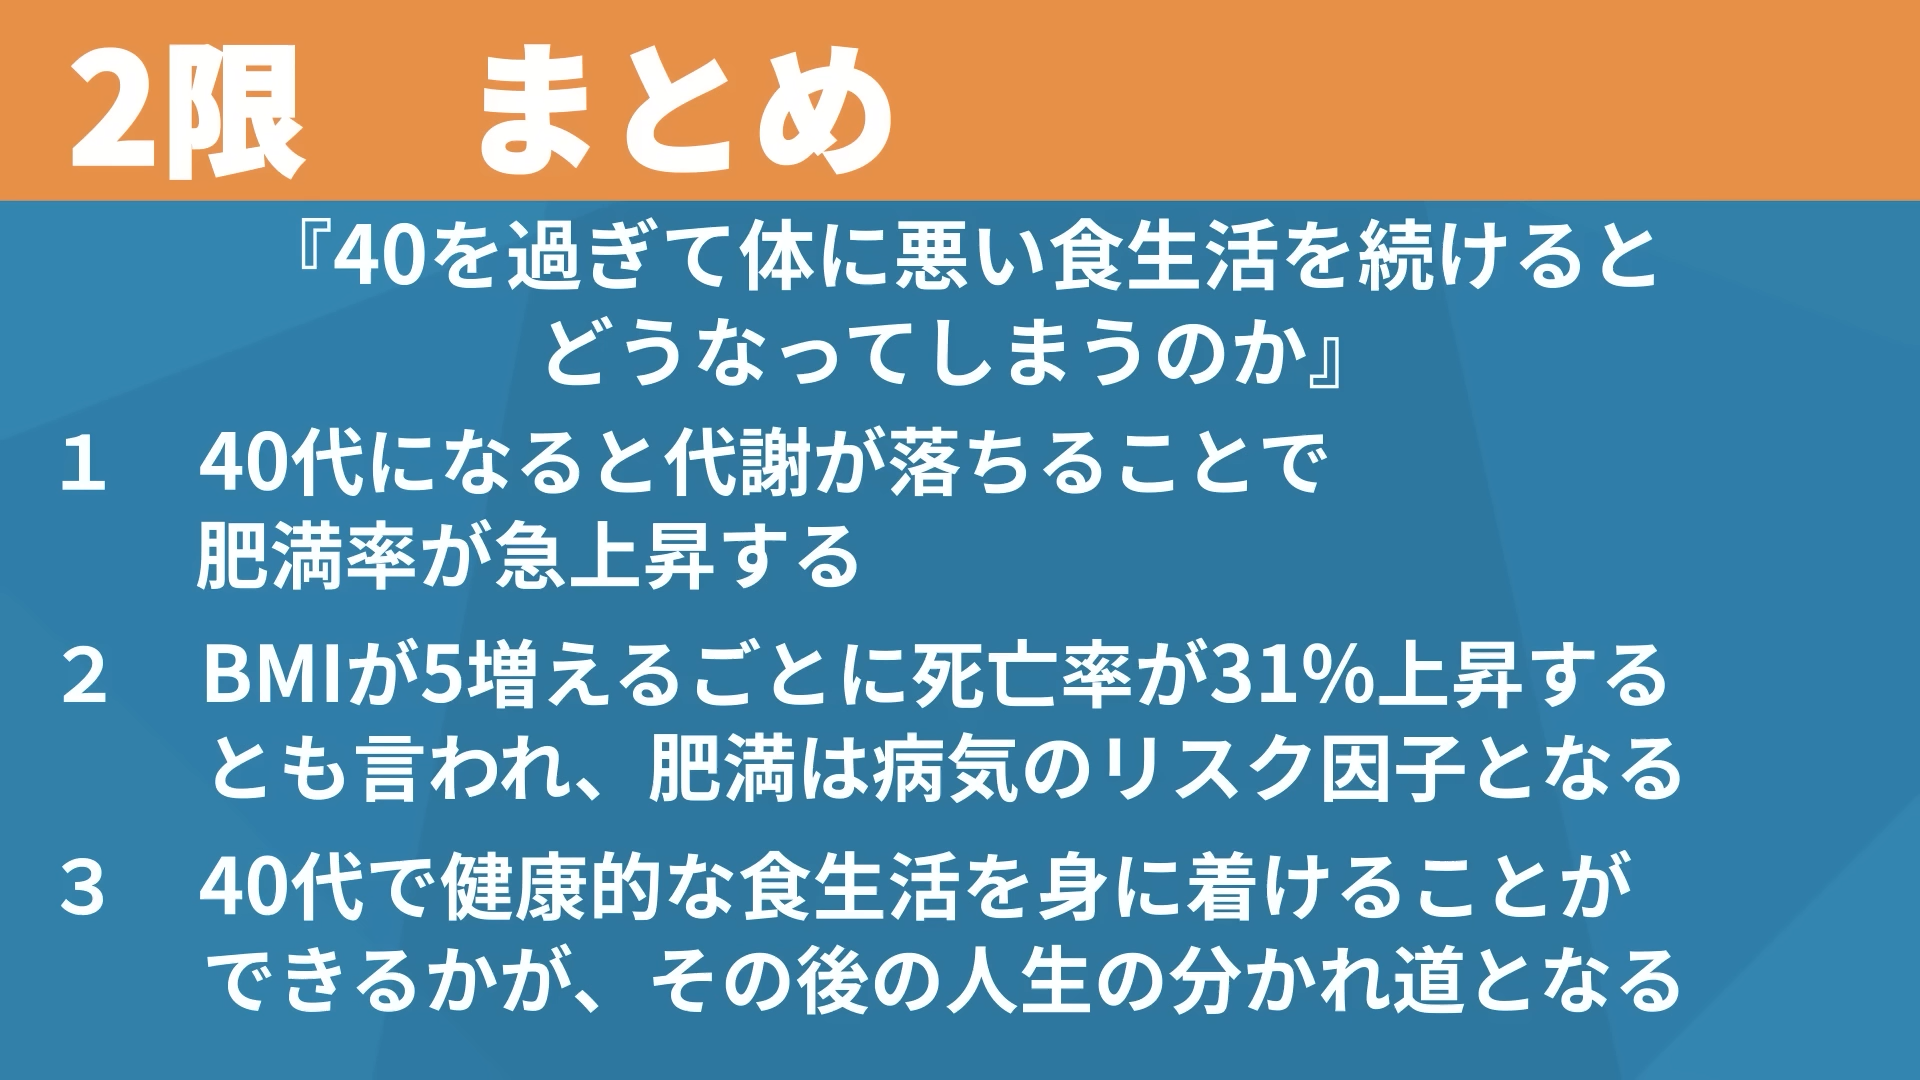 2限　まとめ
『40を過ぎて体に悪い食生活を続けると
どうなってしまうのか』
１　40代になると代謝が落ちることで
肥満率が急上昇する
２　BMIが5増えるごとに死亡率が31%上昇する
とも言われ、肥満は病気のリスク因子となる
３　40代で健康的な食生活を身に着けることが
できるかが、その後の人生の分かれ道となる